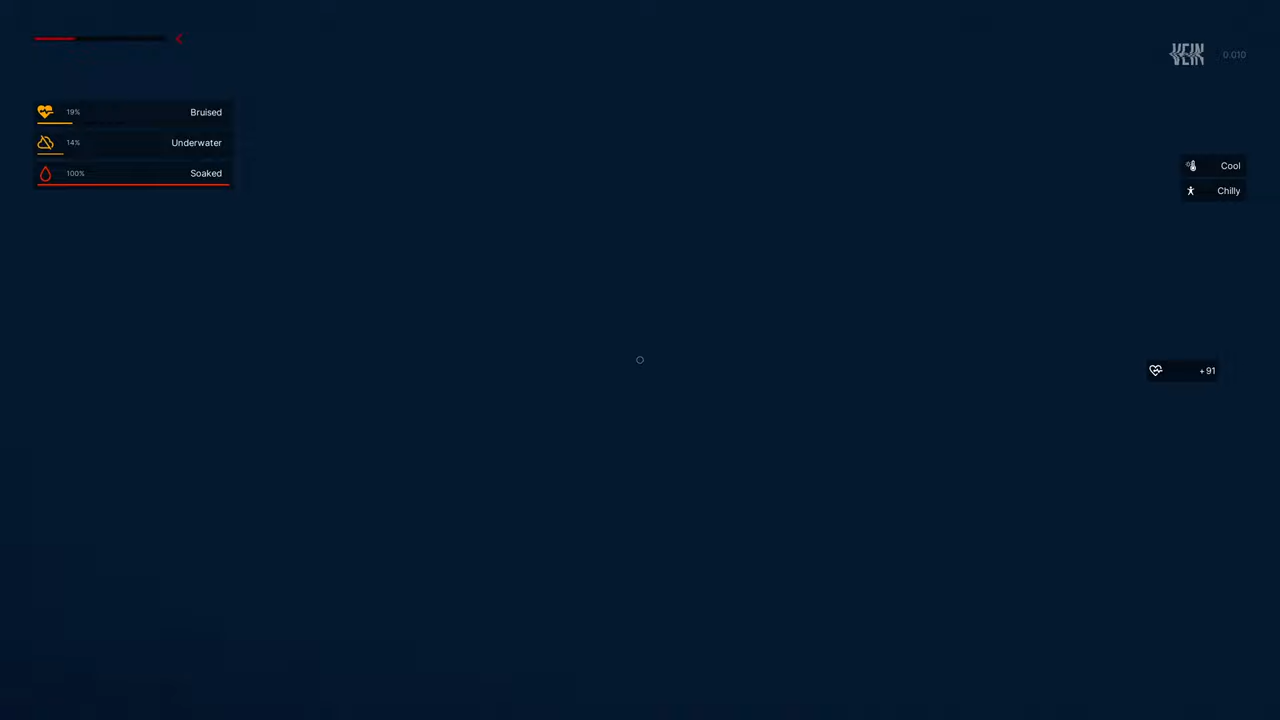 VEIN 0.010
19% Bruised
14% Underwater
100% Soaked
Cool
Chilly
+91